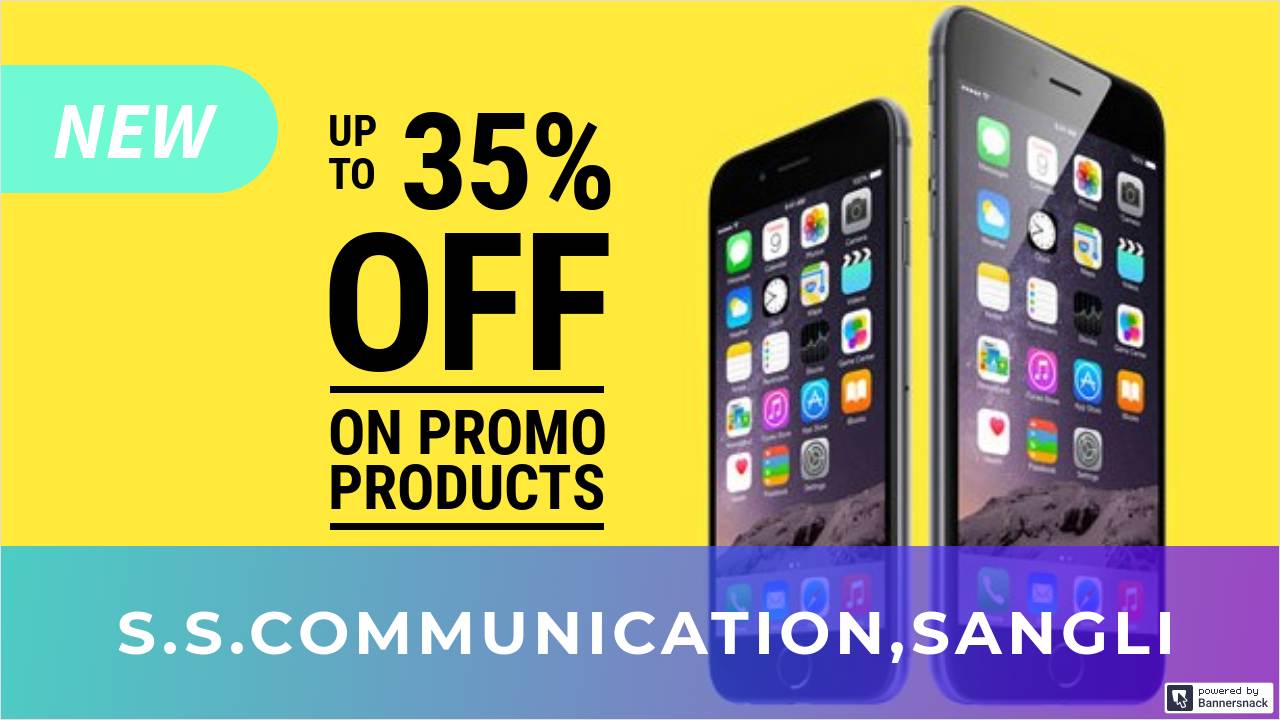 NEW
UP
TO
35%
OFF
ON PROMO
PRODUCTS
S.S.COMMUNICATION,SANGLI
powered by
Bannersnack